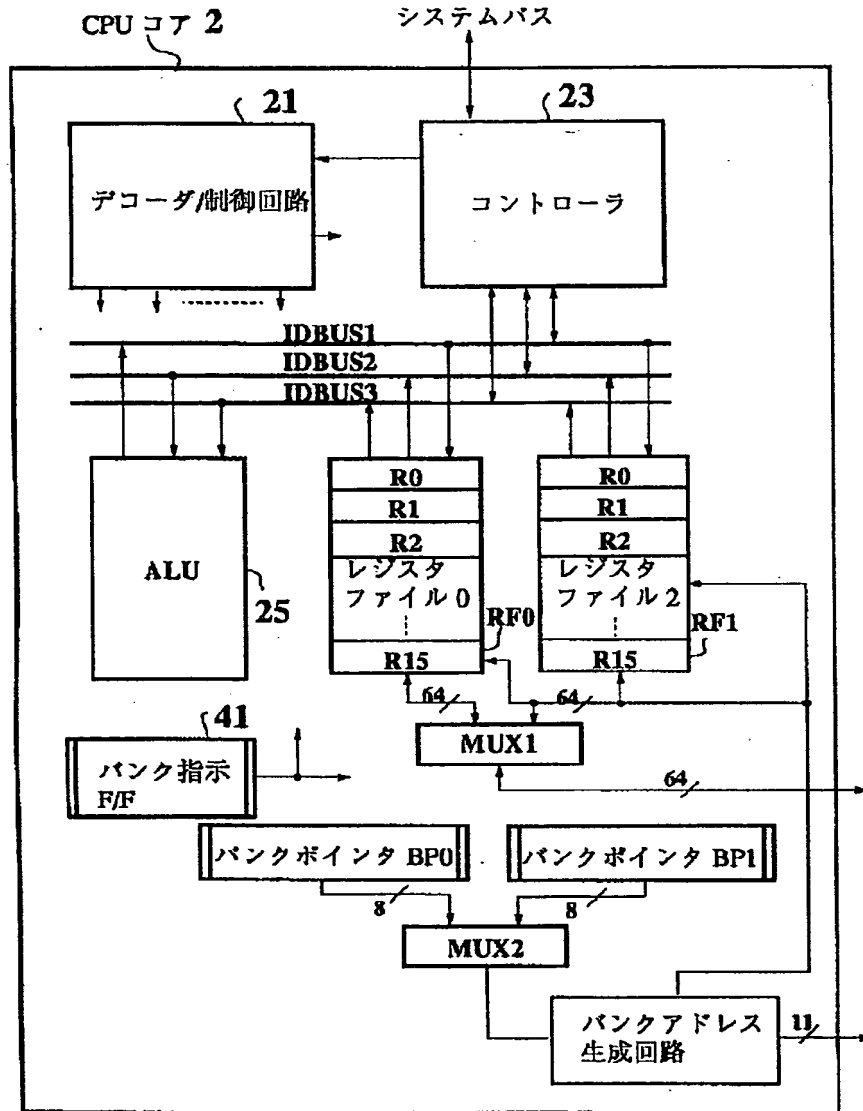 CPUコア 2
システムバス
21
23
デコーダ/制御回路
コントローラ
IDBUS1
IDBUS2
IDBUS3
R0
R1
R2
レジスタ
ファイル0
R15
RF0
R0
R1
R2
レジスタ
ファイル2
R15
RF1
ALU
25
64
64
MUX1
64
41
バンク指示
F/F
バンクポインタ BP0
バンクポインタ BP1
8
8
MUX2
バンクアドレス
生成回路
11